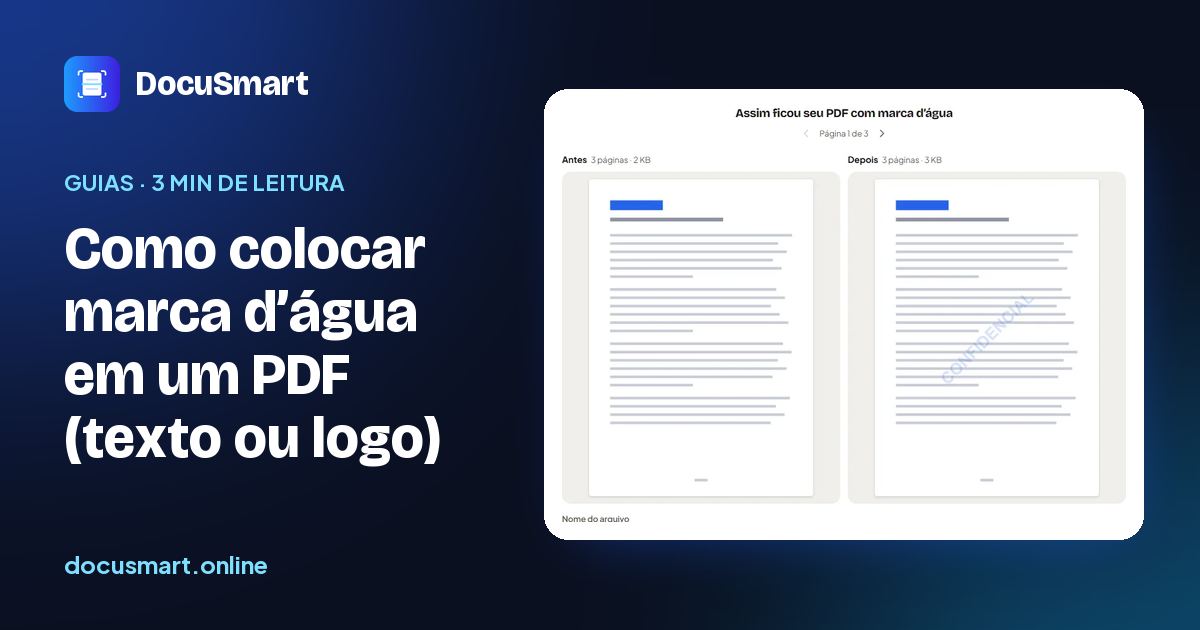 DocuSmart
GUIAS · 3 MIN DE LEITURA
Como colocar
marca d’água
em um PDF
(texto ou logo)
docusmart.online
Assim ficou seu PDF com marca d’água
Página 1 de 3
Antes 3 páginas · 2 KB
Depois 3 páginas · 3 KB
CONFIDENCIAL
Nome do arquivo